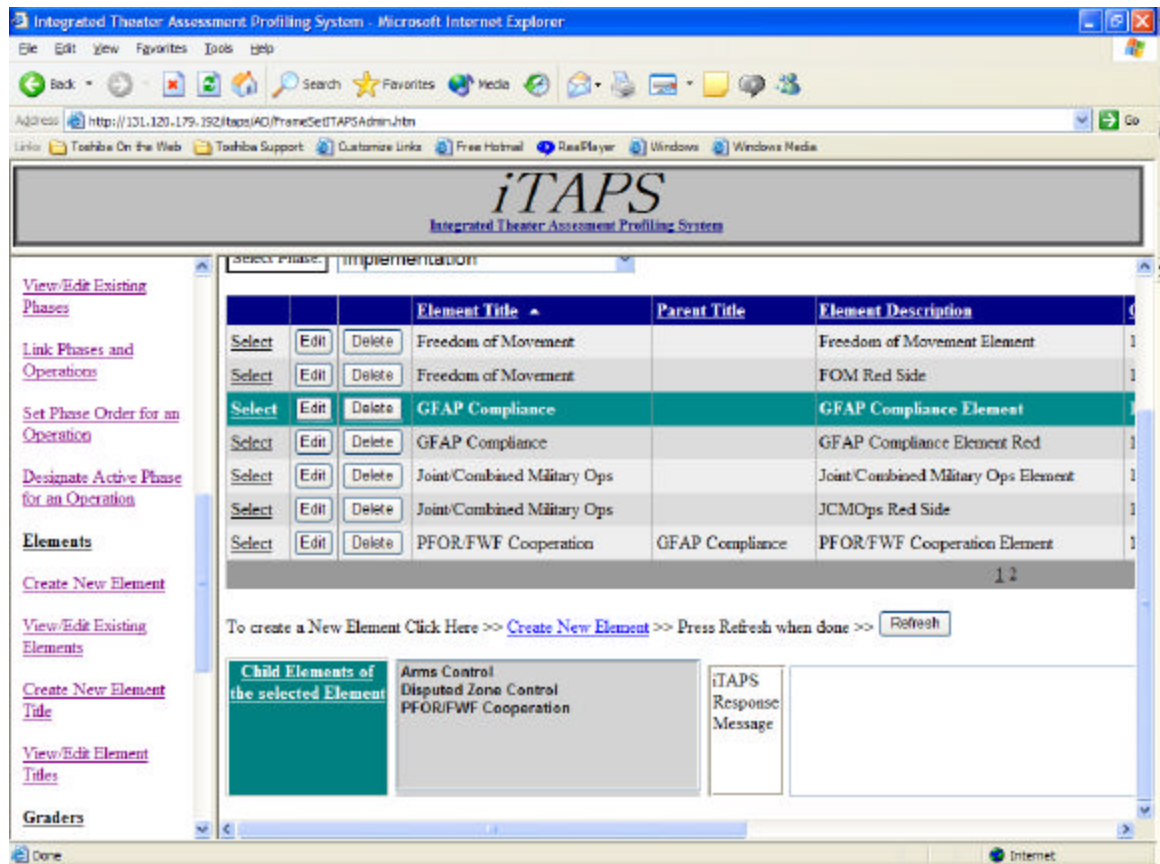 Integrated Theater Assessment Profiling System - Microsoft Internet Explorer
File Edit View Favorites Tools Help
Back Search Favorites Media
Address http://131.120.179.192/itaps/AO/FrameSetITAPSAdmin.htm Go
Links Toshiba On the Web Toshiba Support Customize Links Free Hotmail RealPlayer Windows Windows Media
iTAPS
Integrated Theater Assessment Profiling System
View/Edit Existing
Phases
Link Phases and
Operations
Set Phase Order for an
Operation
Designate Active Phase
for an Operation
Elements
Create New Element
View/Edit Existing
Elements
Create New Element
Title
View/Edit Element
Titles
Graders
Select Phase: Implementation
Element Title Parent Title Element Description
Select Edit Delete Freedom of Movement Freedom of Movement Element
Select Edit Delete Freedom of Movement FOM Red Side
Select Edit Delete GFAP Compliance GFAP Compliance Element
Select Edit Delete GFAP Compliance GFAP Compliance Element Red
Select Edit Delete Joint/Combined Military Ops Joint/Combined Military Ops Element
Select Edit Delete Joint/Combined Military Ops JCMOps Red Side
Select Edit Delete PFOR/FWF Cooperation GFAP Compliance PFOR/FWF Cooperation Element
1 2
To create a New Element Click Here >> Create New Element >> Press Refresh when done >> Refresh
Child Elements of
the selected Element
Arms Control
Disputed Zone Control
PFOR/FWF Cooperation
iTAPS
Response
Message
Done Internet